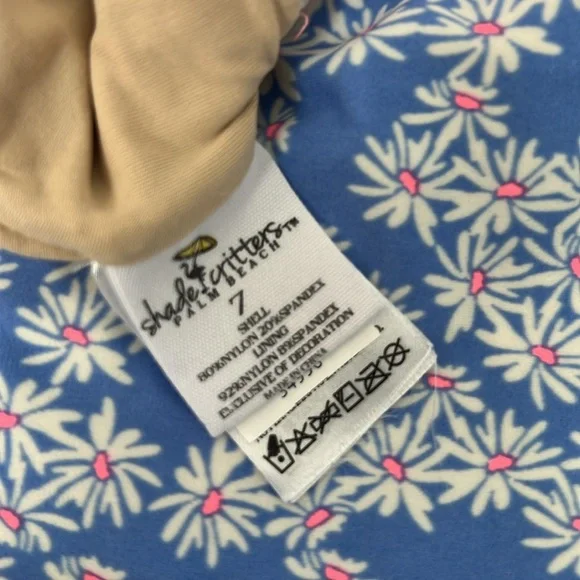 shade critters™
PALM BEACH
7
SHELL
80%NYLON 20%SPANDEX
LINING
92%NYLON 8%SPANDEX
EXCLUSIVE OF DECORATION
MADE IN CHINA